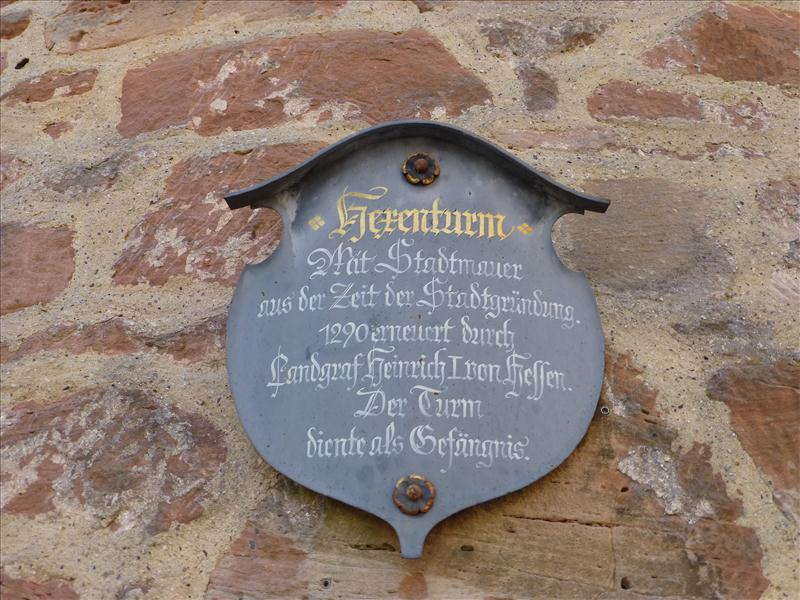 Hexenturm
Mit Stadtmauer
aus der Zeit der Stadtgründung.
1290 erneuert durch
Landgraf Heinrich I. von Hessen.
Der Turm
diente als Gefängnis.